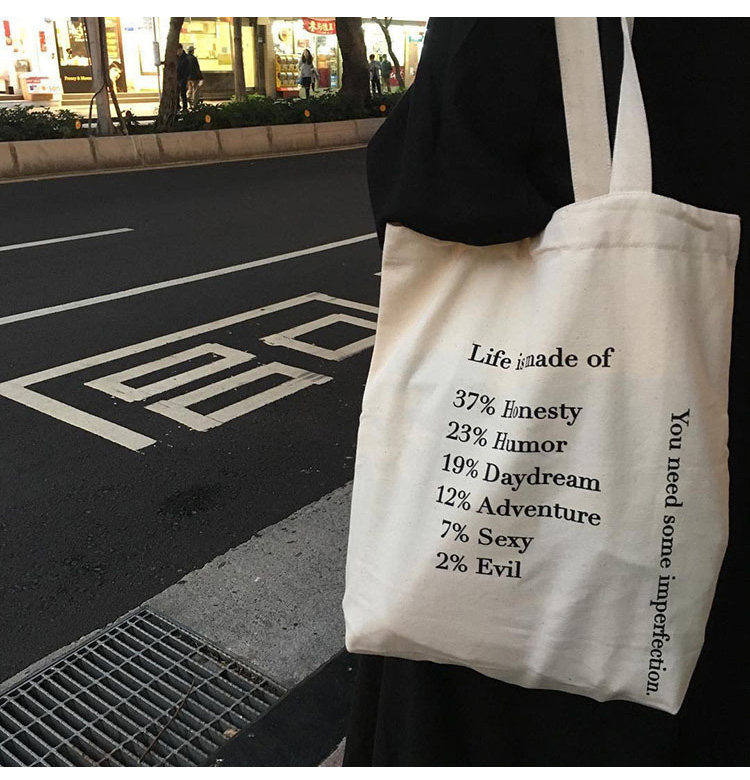 Life is made of
37% Honesty
23% Humor
19% Daydream
12% Adventure
7% Sexy
2% Evil
You need some imperfection.